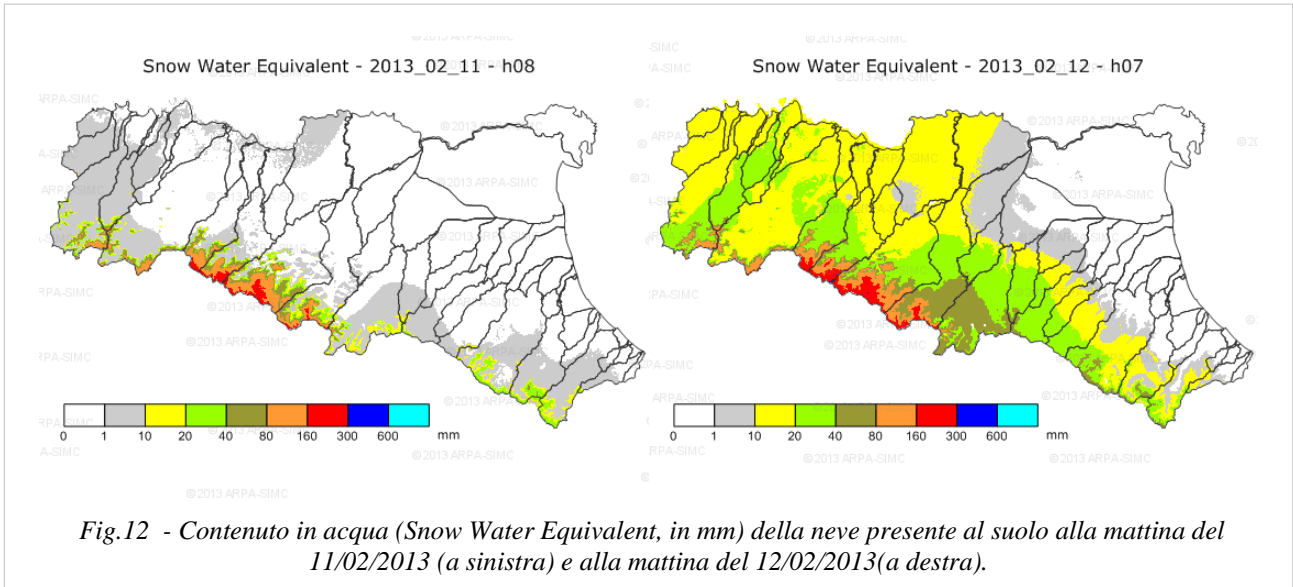 Snow Water Equivalent - 2013_02_11 - h08
0 1 10 20 40 80 160 300 600 mm
Snow Water Equivalent - 2013_02_12 - h07
0 1 10 20 40 80 160 300 600 mm
©2013 ARPA-SIMC
Fig.12 - Contenuto in acqua (Snow Water Equivalent, in mm) della neve presente al suolo alla mattina del
11/02/2013 (a sinistra) e alla mattina del 12/02/2013(a destra).